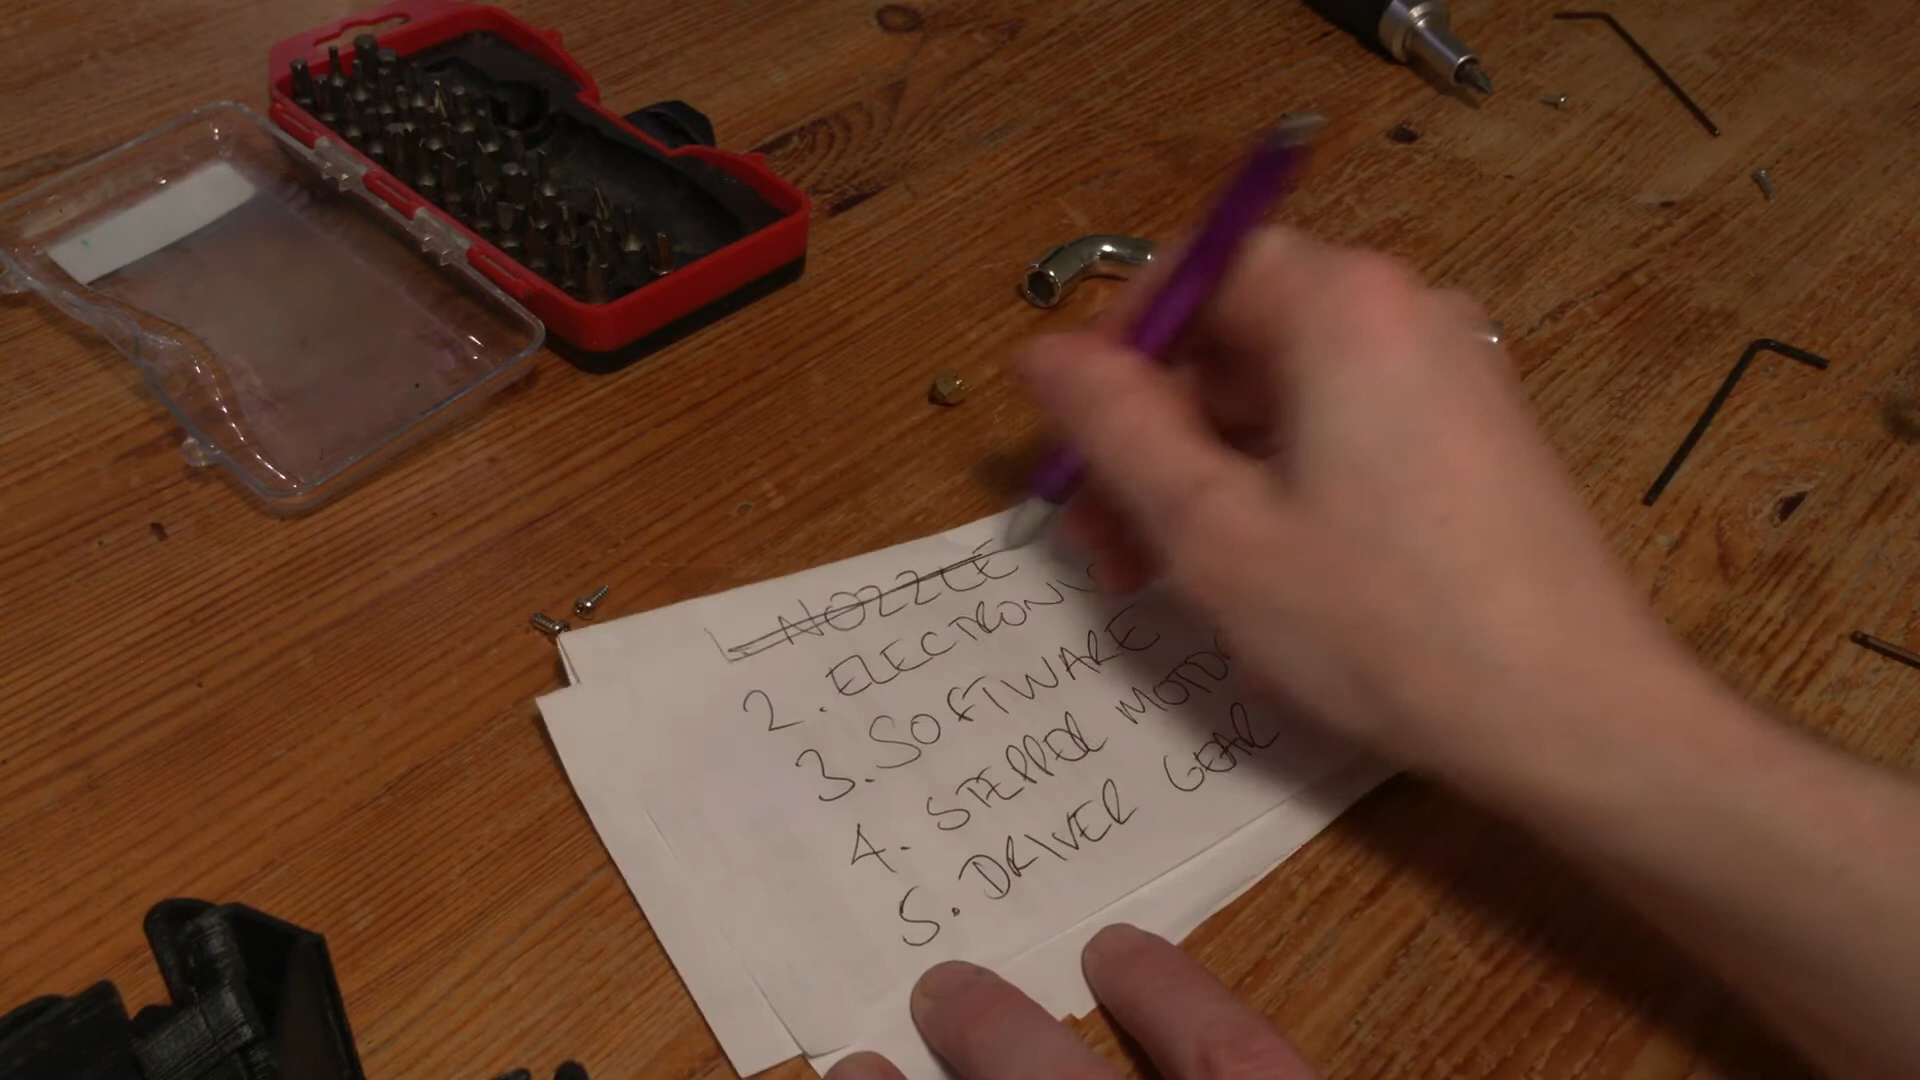 1. NOZZLE
2. ELECTRONI
3. SOFTWARE
4. STEPPER MOTO
5. DRIVER GEAR